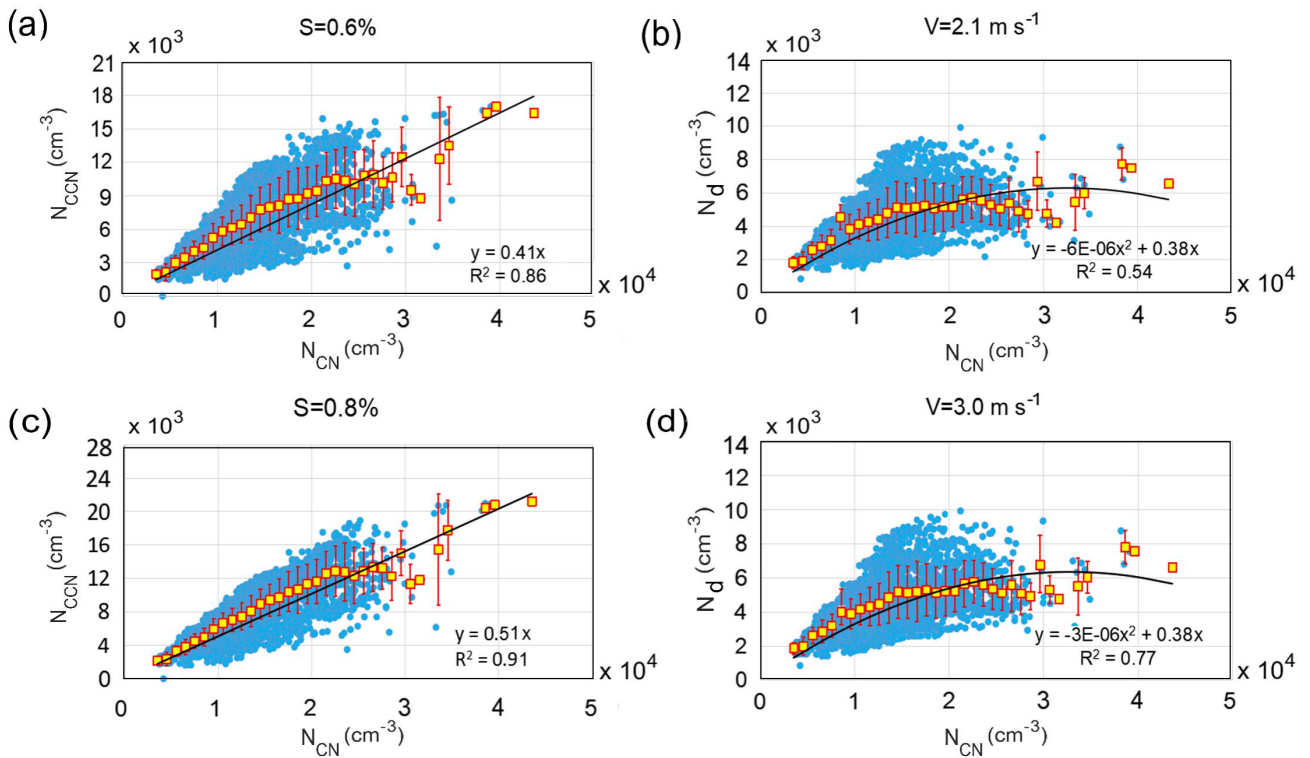 (a)
S=0.6%
x 10³
21
18
15
12
9
6
3
0
N_CCN (cm⁻³)
y = 0.41x
R² = 0.86
0 1 2 3 4 5
x 10⁴
N_CN (cm⁻³)
(b)
V=2.1 m s⁻¹
x 10³
14
12
10
8
6
4
2
0
N_d (cm⁻³)
y = -6E-06x² + 0.38x
R² = 0.54
0 1 2 3 4 5
x 10⁴
N_CN (cm⁻³)
(c)
S=0.8%
x 10³
28
24
20
16
12
8
4
0
N_CCN (cm⁻³)
y = 0.51x
R² = 0.91
0 1 2 3 4 5
x 10⁴
N_CN (cm⁻³)
(d)
V=3.0 m s⁻¹
x 10³
14
12
10
8
6
4
2
0
N_d (cm⁻³)
y = -3E-06x² + 0.38x
R² = 0.77
0 1 2 3 4 5
x 10⁴
N_CN (cm⁻³)